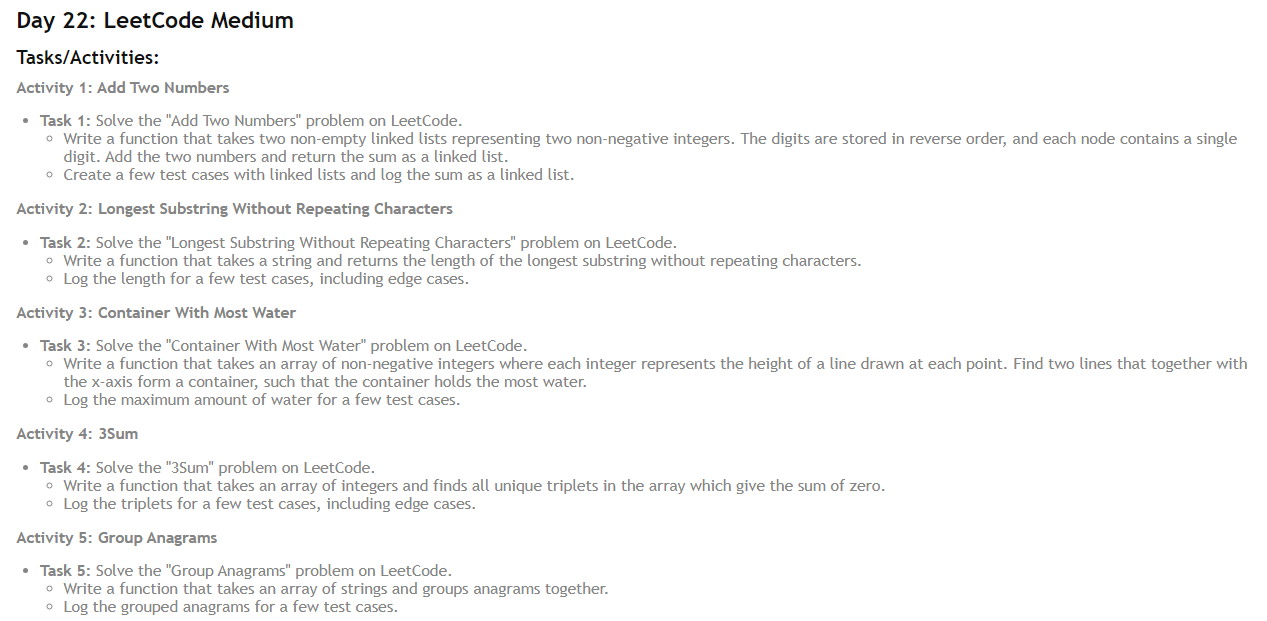 Day 22: LeetCode Medium
Tasks/Activities:
Activity 1: Add Two Numbers
• Task 1: Solve the "Add Two Numbers" problem on LeetCode.
◦ Write a function that takes two non-empty linked lists representing two non-negative integers. The digits are stored in reverse order, and each node contains a single
digit. Add the two numbers and return the sum as a linked list.
◦ Create a few test cases with linked lists and log the sum as a linked list.
Activity 2: Longest Substring Without Repeating Characters
• Task 2: Solve the "Longest Substring Without Repeating Characters" problem on LeetCode.
◦ Write a function that takes a string and returns the length of the longest substring without repeating characters.
◦ Log the length for a few test cases, including edge cases.
Activity 3: Container With Most Water
• Task 3: Solve the "Container With Most Water" problem on LeetCode.
◦ Write a function that takes an array of non-negative integers where each integer represents the height of a line drawn at each point. Find two lines that together with
the x-axis form a container, such that the container holds the most water.
◦ Log the maximum amount of water for a few test cases.
Activity 4: 3Sum
• Task 4: Solve the "3Sum" problem on LeetCode.
◦ Write a function that takes an array of integers and finds all unique triplets in the array which give the sum of zero.
◦ Log the triplets for a few test cases, including edge cases.
Activity 5: Group Anagrams
• Task 5: Solve the "Group Anagrams" problem on LeetCode.
◦ Write a function that takes an array of strings and groups anagrams together.
◦ Log the grouped anagrams for a few test cases.